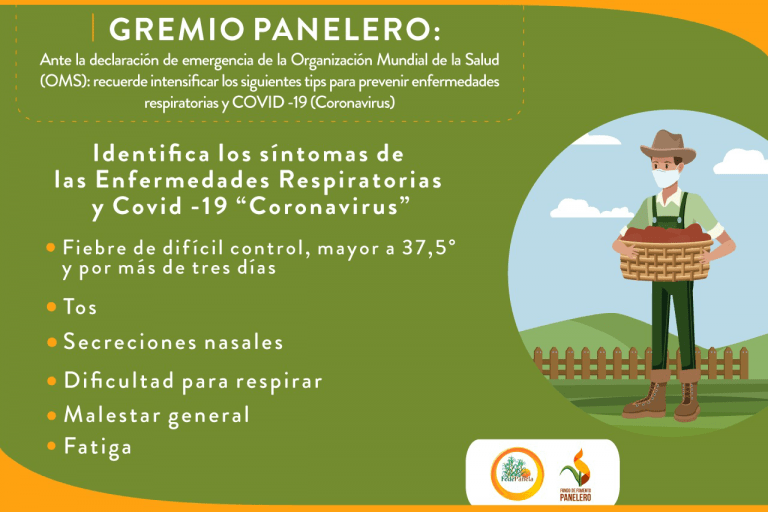 GREMIO PANELERO:
Ante la declaración de emergencia de la Organización Mundial de la Salud
(OMS): recuerde intensificar los siguientes tips para prevenir enfermedades
respiratorias y COVID -19 (Coronavirus)
Identifica los síntomas de
las Enfermedades Respiratorias
y Covid -19 “Coronavirus”
Fiebre de difícil control, mayor a 37,5°
y por más de tres días
Tos
Secreciones nasales
Dificultad para respirar
Malestar general
Fatiga
FedePanela
FONDO DE FOMENTO
PANELERO